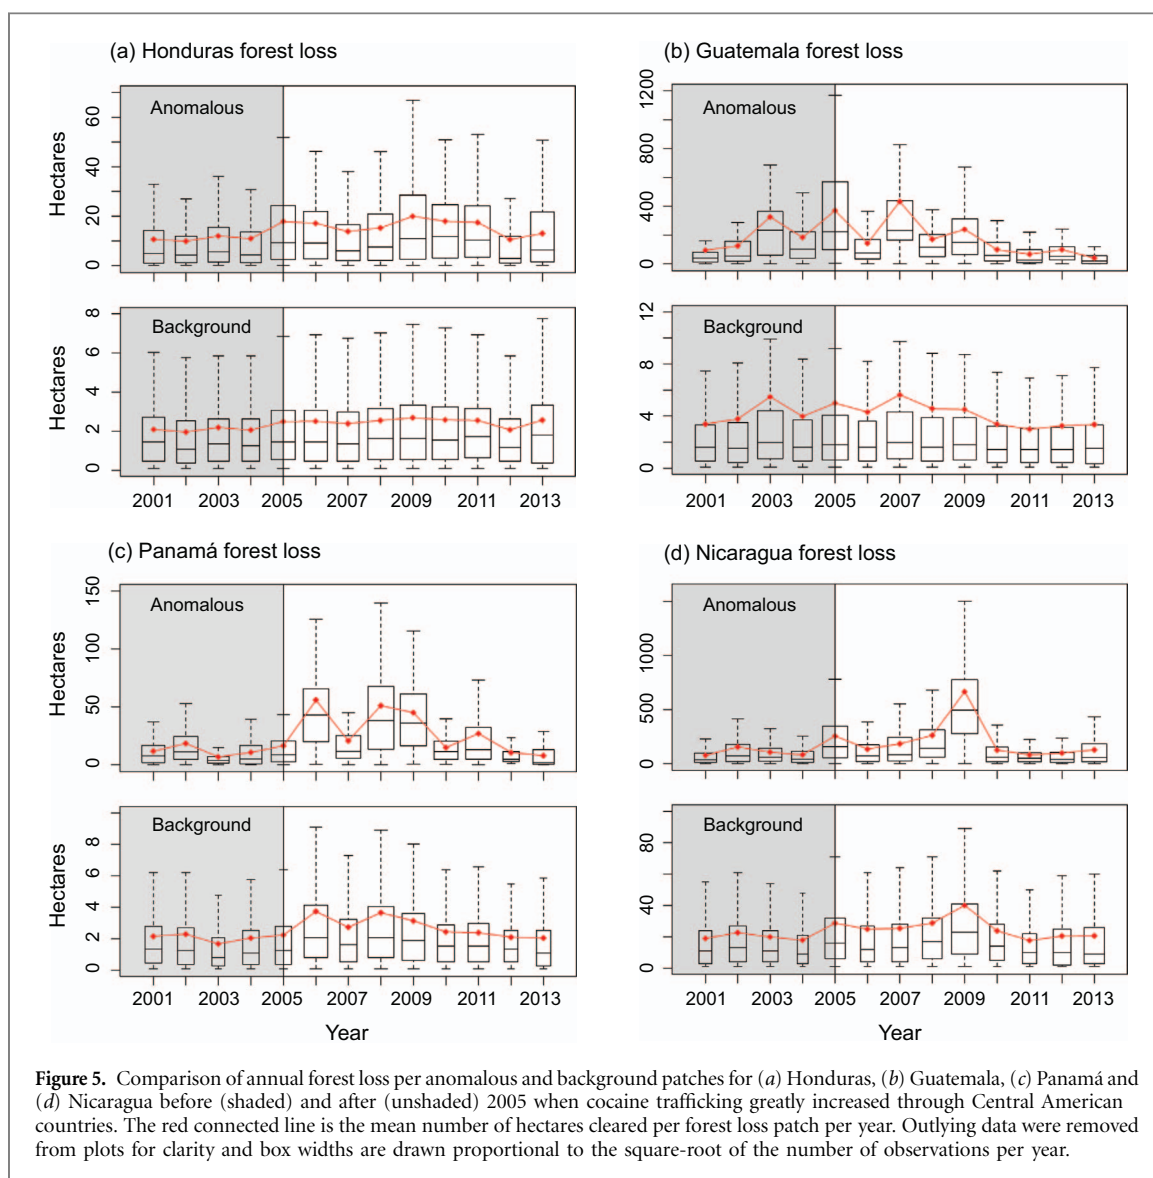 (a) Honduras forest loss
Anomalous
Hectares
60
40
20
0
Background
Hectares
8
6
4
2
0
2001 2003 2005 2007 2009 2011 2013
(b) Guatemala forest loss
Anomalous
1200
800
400
0
Background
12
8
4
0
2001 2003 2005 2007 2009 2011 2013
(c) Panamá forest loss
Anomalous
Hectares
150
100
50
0
Background
Hectares
8
6
4
2
0
2001 2003 2005 2007 2009 2011 2013
Year
(d) Nicaragua forest loss
Anomalous
1000
500
0
Background
80
40
0
2001 2003 2005 2007 2009 2011 2013
Year
Figure 5. Comparison of annual forest loss per anomalous and background patches for (a) Honduras, (b) Guatemala, (c) Panamá and
(d) Nicaragua before (shaded) and after (unshaded) 2005 when cocaine trafficking greatly increased through Central American
countries. The red connected line is the mean number of hectares cleared per forest loss patch per year. Outlying data were removed
from plots for clarity and box widths are drawn proportional to the square-root of the number of observations per year.